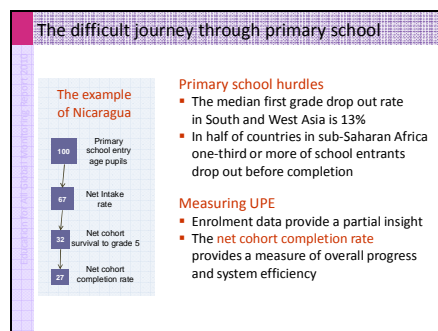 The difficult journey through primary school
The example
of Nicaragua
100
Primary
school entry
age pupils
67
Net Intake
rate
32
Net cohort
survival to grade 5
27
Net cohort
completion rate
Primary school hurdles
▪ The median first grade drop out rate
in South and West Asia is 13%
▪ In half of countries in sub-Saharan Africa
one-third or more of school entrants
drop out before completion
Measuring UPE
▪ Enrolment data provide a partial insight
▪ The net cohort completion rate
provides a measure of overall progress
and system efficiency